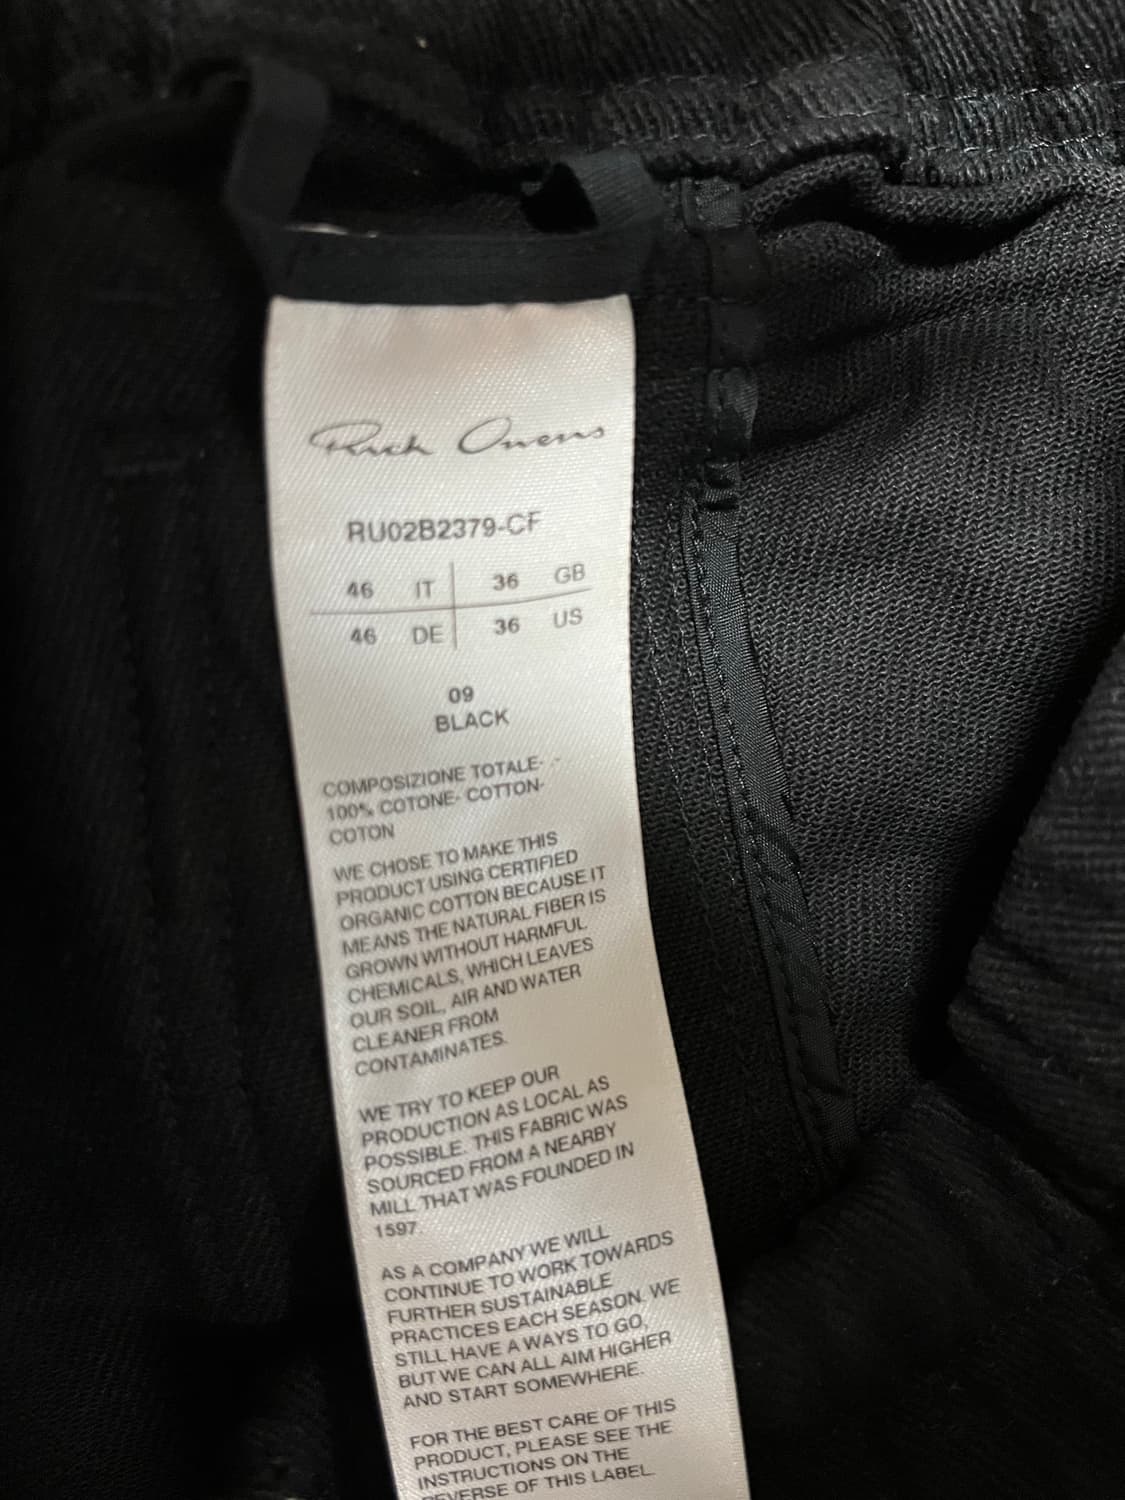 Rick Owens
RU02B2379-CF
46 IT 36 GB
46 DE 36 US
09
BLACK
COMPOSIZIONE TOTALE-
100% COTONE- COTTON-
COTON
WE CHOSE TO MAKE THIS
PRODUCT USING CERTIFIED
ORGANIC COTTON BECAUSE IT
MEANS THE NATURAL FIBER IS
GROWN WITHOUT HARMFUL
CHEMICALS, WHICH LEAVES
OUR SOIL, AIR AND WATER
CLEANER FROM
CONTAMINATES.
WE TRY TO KEEP OUR
PRODUCTION AS LOCAL AS
POSSIBLE. THIS FABRIC WAS
SOURCED FROM A NEARBY
MILL THAT WAS FOUNDED IN
1597.
AS A COMPANY WE WILL
CONTINUE TO WORK TOWARDS
FURTHER SUSTAINABLE
PRACTICES EACH SEASON. WE
STILL HAVE A WAYS TO GO,
BUT WE CAN ALL AIM HIGHER
AND START SOMEWHERE.
FOR THE BEST CARE OF THIS
PRODUCT, PLEASE SEE THE
INSTRUCTIONS ON THE
REVERSE OF THIS LABEL.